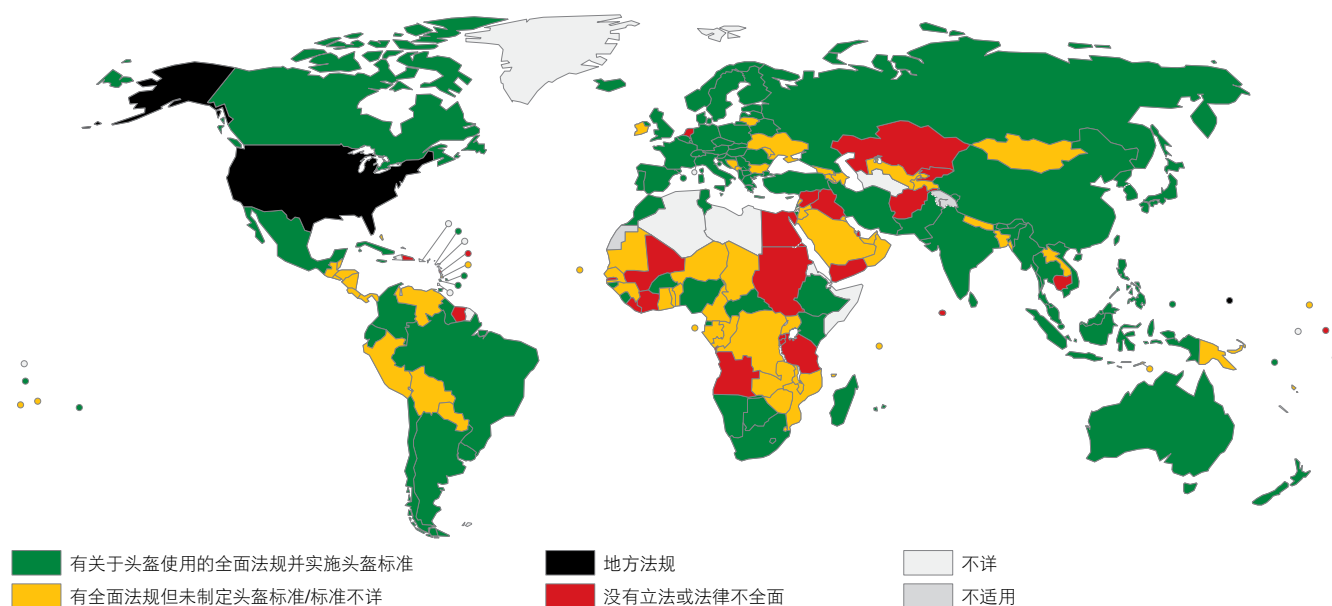 有关于头盔使用的全面法规并实施头盔标准
地方法规
不详
有全面法规但未制定头盔标准/标准不详
没有立法或法律不全面
不适用